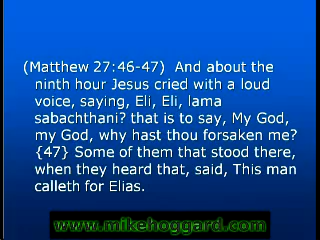 (Matthew 27:46-47)  And about the
ninth hour Jesus cried with a loud
voice, saying, Eli, Eli, lama
sabachthani? that is to say, My God,
my God, why hast thou forsaken me?
{47} Some of them that stood there,
when they heard that, said, This man
calleth for Elias.
www.mikehoggard.com